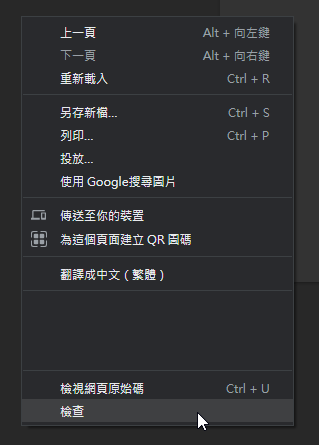 上一頁 Alt + 向左鍵
下一頁 Alt + 向右鍵
重新載入 Ctrl + R
另存新檔... Ctrl + S
列印... Ctrl + P
投放...
使用 Google搜尋圖片
傳送至你的裝置
為這個頁面建立 QR 圖碼
翻譯成中文（繁體）
檢視網頁原始碼 Ctrl + U
檢查